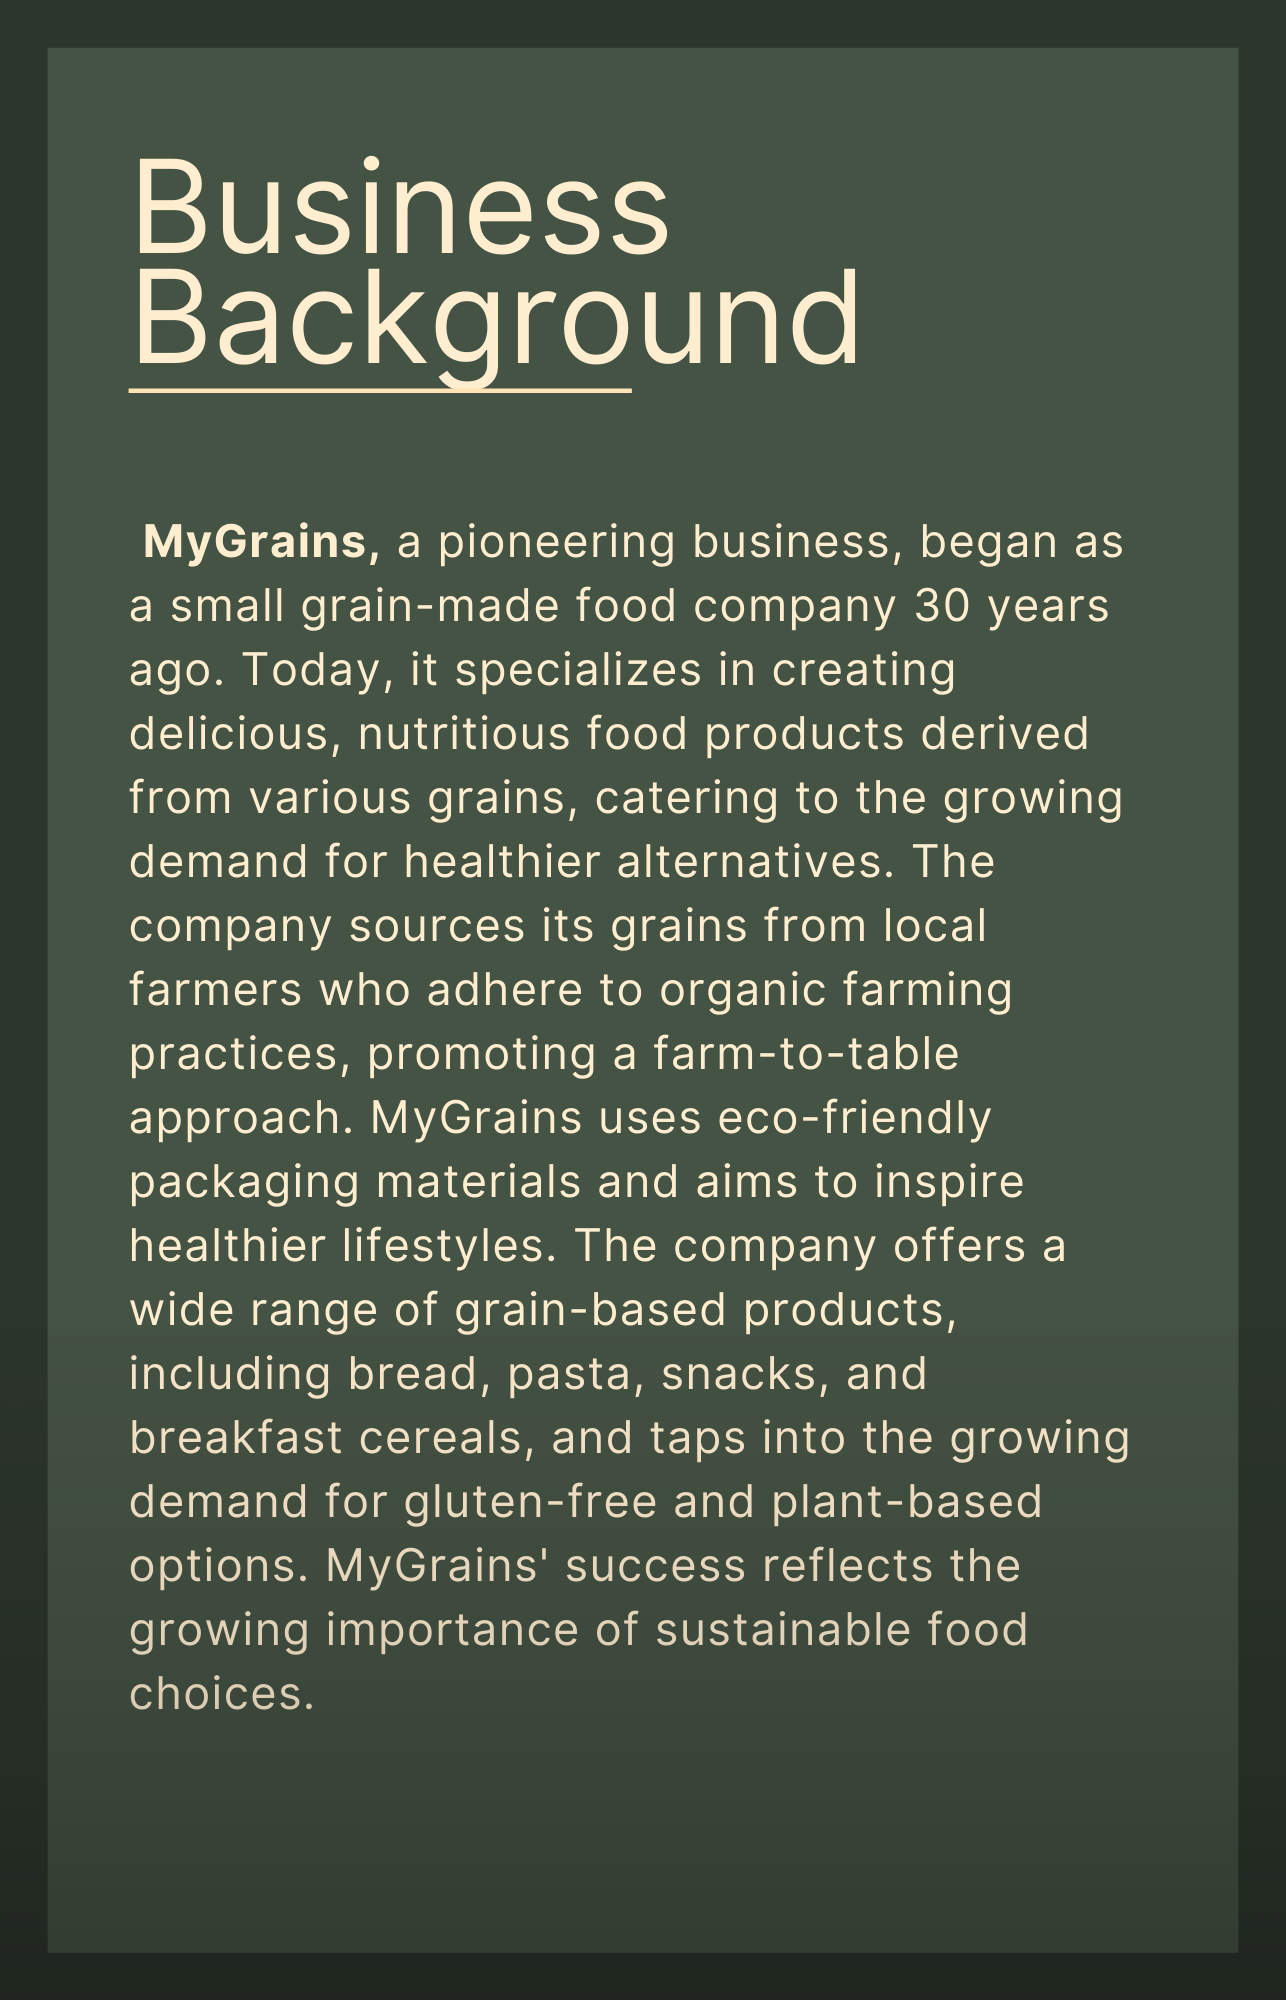 Business
Background
MyGrains, a pioneering business, began as
a small grain-made food company 30 years
ago. Today, it specializes in creating
delicious, nutritious food products derived
from various grains, catering to the growing
demand for healthier alternatives. The
company sources its grains from local
farmers who adhere to organic farming
practices, promoting a farm-to-table
approach. MyGrains uses eco-friendly
packaging materials and aims to inspire
healthier lifestyles. The company offers a
wide range of grain-based products,
including bread, pasta, snacks, and
breakfast cereals, and taps into the growing
demand for gluten-free and plant-based
options. MyGrains' success reflects the
growing importance of sustainable food
choices.